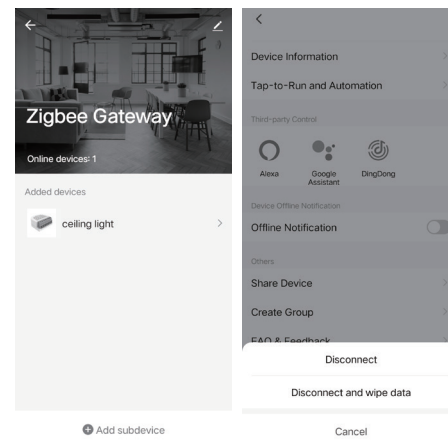 Zigbee Gateway
Online devices: 1
Added devices
ceiling light
Add subdevice
Device Information
Tap-to-Run and Automation
Third-party Control
Alexa
Google
Assistant
DingDong
Device Offline Notification
Offline Notification
Others
Share Device
Create Group
FAQ & Feedback
Disconnect
Disconnect and wipe data
Cancel